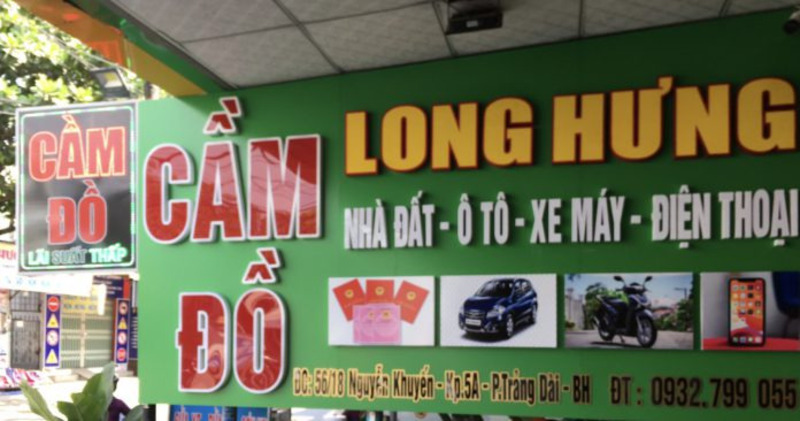 CẦM
ĐỒ
LÃI SUẤT THẤP
CẦM
ĐỒ
LONG HƯNG
NHÀ ĐẤT - Ô TÔ - XE MÁY - ĐIỆN THOẠI
ĐC: 56/18 Nguyễn Khuyến - Kp.5A - P.Trảng Dài - BH ĐT : 0932.799 055